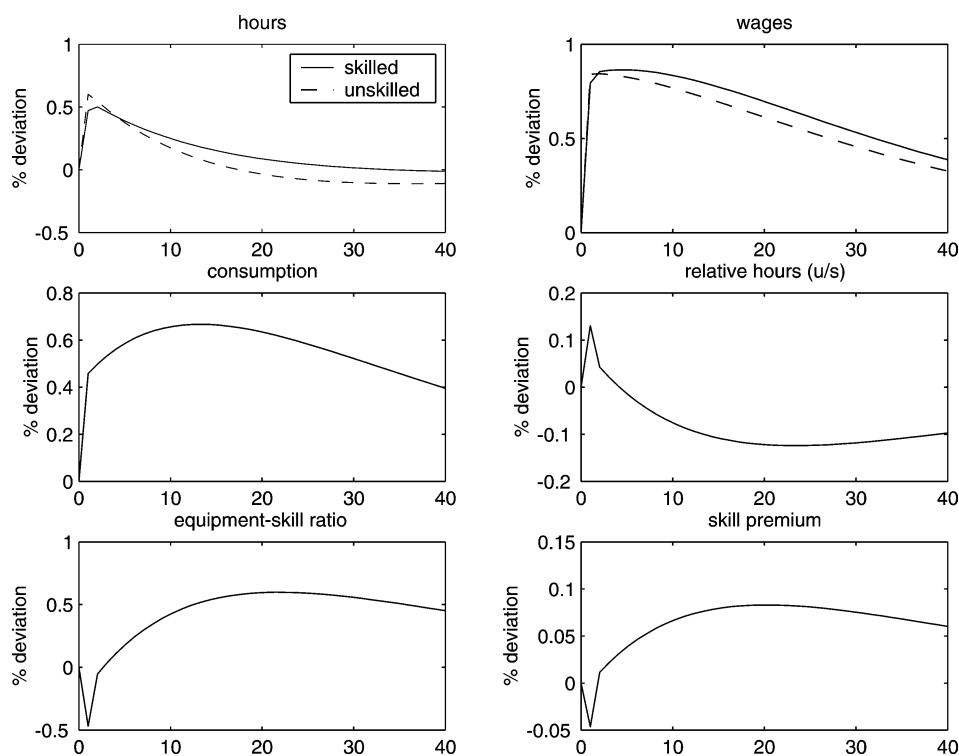 hours
1
0.5
0
-0.5
% deviation
skilled
unskilled
0 10 20 30 40
wages
1
0.5
0
% deviation
0 10 20 30 40
consumption
0.8
0.6
0.4
0.2
0
% deviation
0 10 20 30 40
relative hours (u/s)
0.2
0.1
0
-0.1
-0.2
% deviation
0 10 20 30 40
equipment-skill ratio
1
0.5
0
-0.5
% deviation
0 10 20 30 40
skill premium
0.15
0.1
0.05
0
-0.05
% deviation
0 10 20 30 40